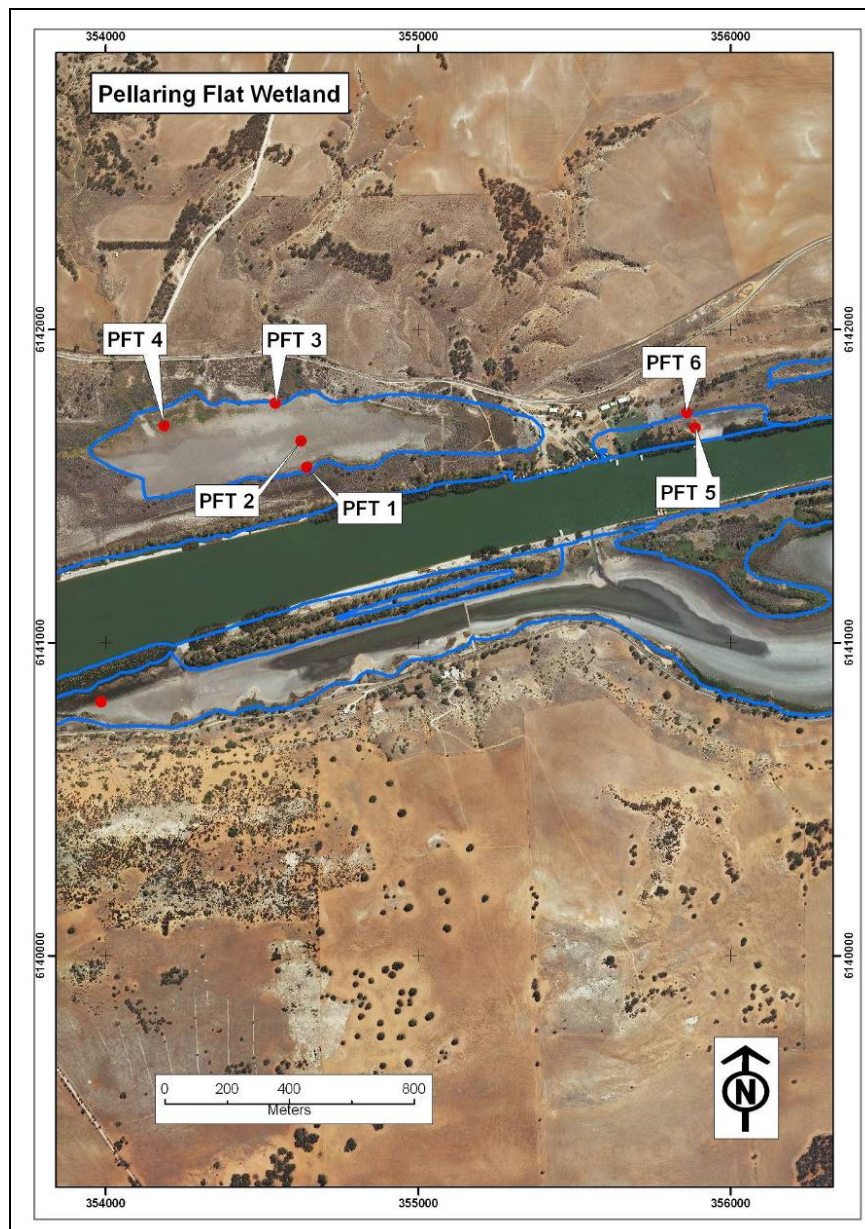 354000 355000 356000
Pellaring Flat Wetland
6142000 6142000
PFT 4 PFT 3
PFT 6
PFT 2 PFT 1 PFT 5
6141000 6141000
6140000 6140000
0 200 400 800
Meters
N
354000 355000 356000